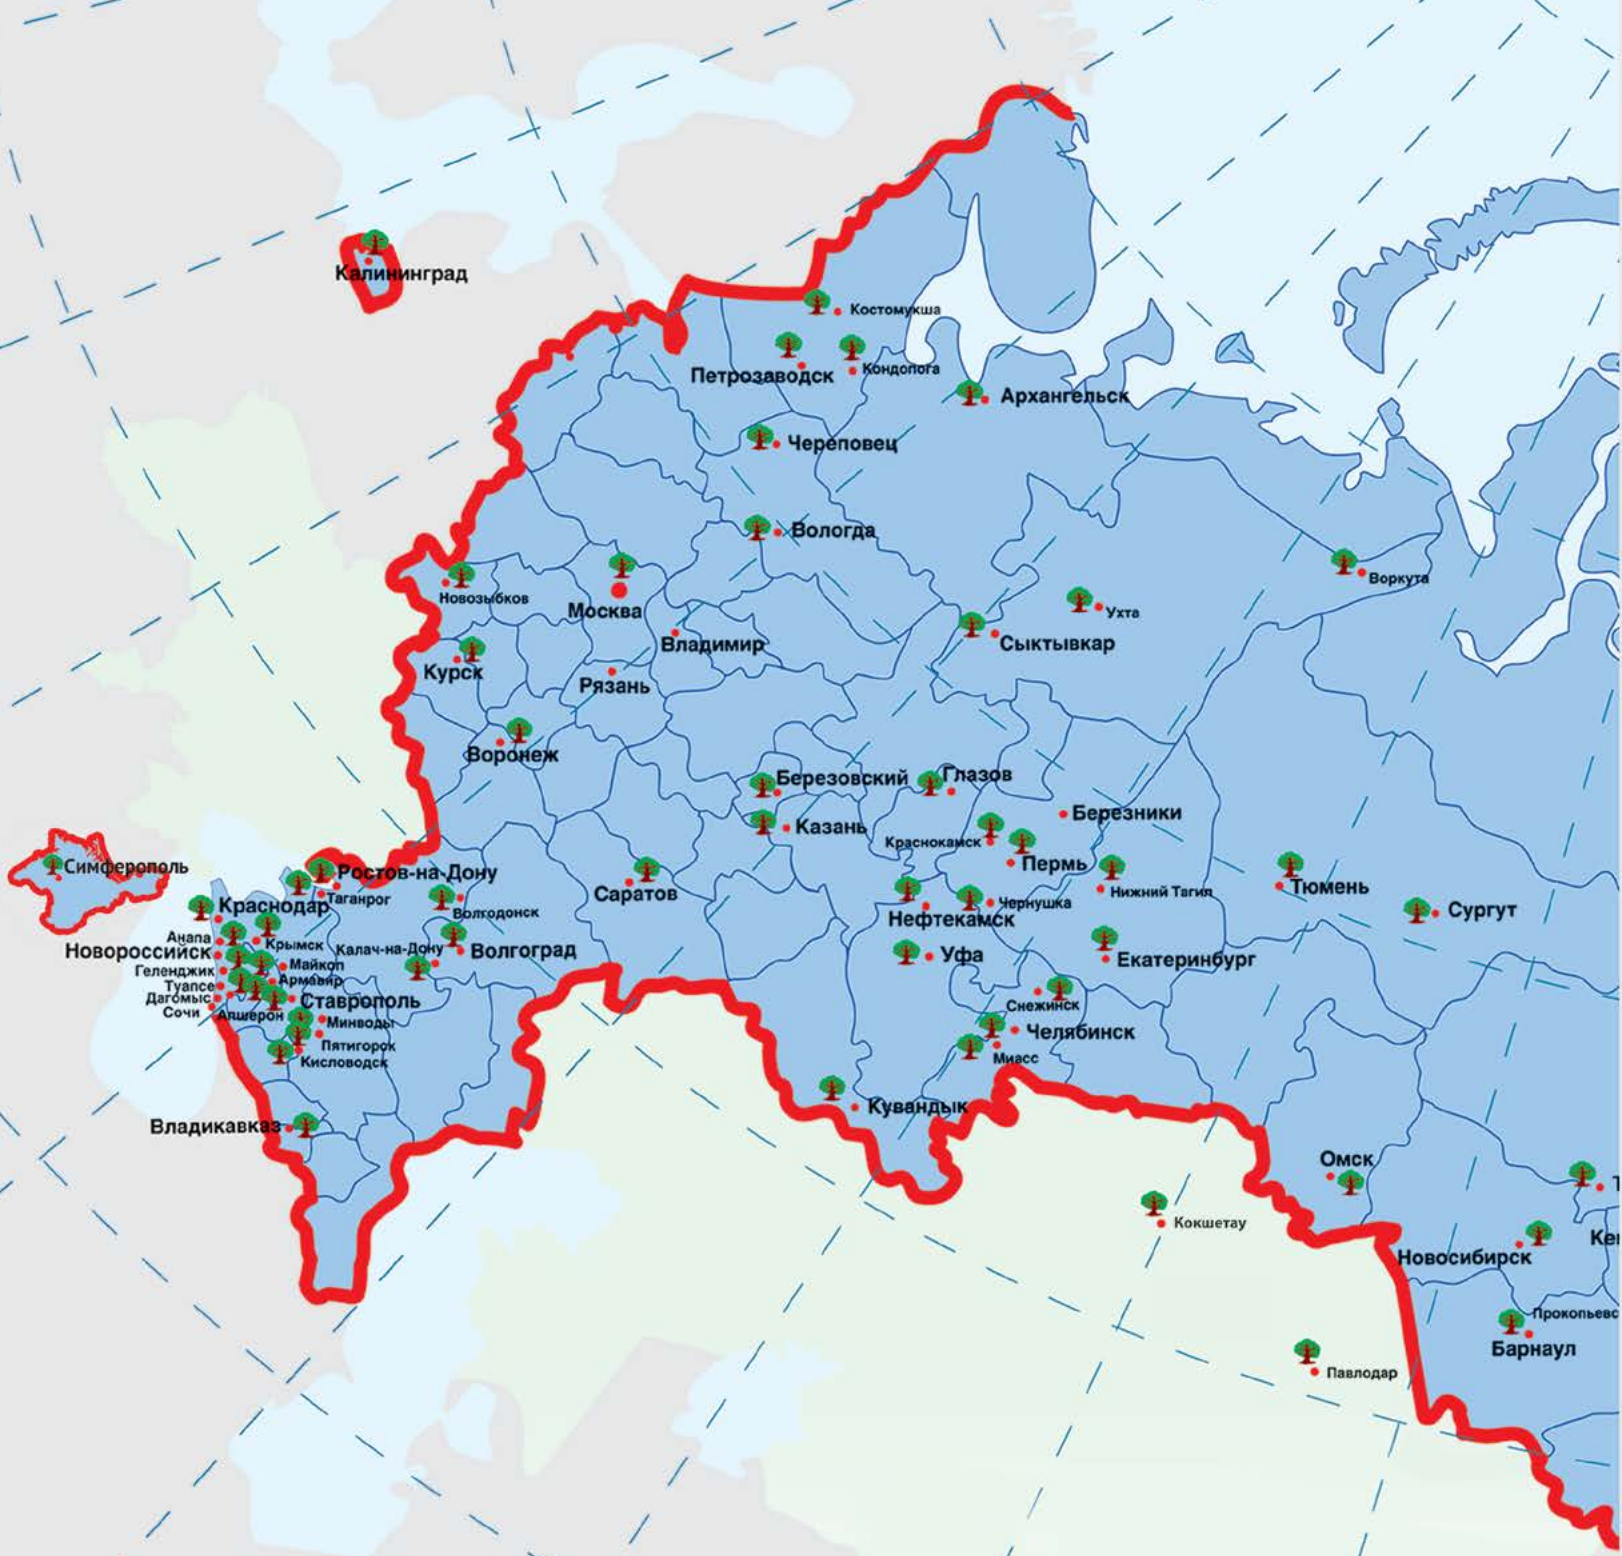 Калининград
Костомукша
Петрозаводск
Кондопога
Архангельск
Череповец
Вологда
Воркута
Новозыбков
Москва
Ухта
Владимир
Сыктывкар
Курск
Рязань
Воронеж
Березовский
Глазов
Березники
Казань
Краснокамск
Пермь
Симферополь
Ростов-на-Дону
Саратов
Нижний Тагил
Тюмень
Таганрог
Краснодар
Волгодонск
Чернушка
Нефтекамск
Сургут
Анапа
Крымск
Новороссийск
Калач-на-Дону
Волгоград
Уфа
Екатеринбург
Майкоп
Геленджик
Армавир
Туапсе
Дагомыс
Ставрополь
Снежинск
Сочи
Апшерон
Минводы
Челябинск
Пятигорск
Миасс
Кисловодск
Кувандык
Владикавказ
Омск
Кокшетау
Новосибирск
Прокопьевс
Барнаул
Павлодар